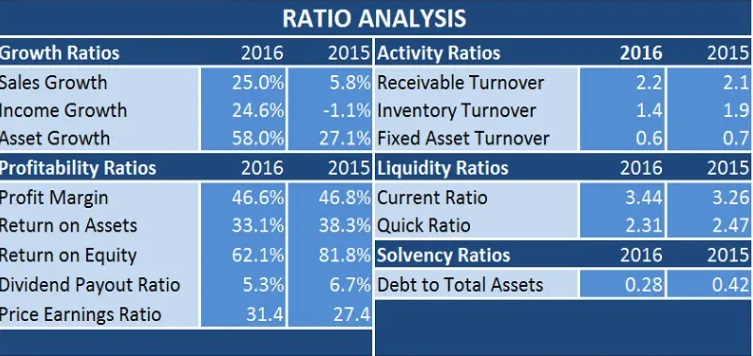 RATIO ANALYSIS
Growth Ratios 2016 2015 Activity Ratios 2016 2015
Sales Growth 25.0% 5.8% Receivable Turnover 2.2 2.1
Income Growth 24.6% -1.1% Inventory Turnover 1.4 1.9
Asset Growth 58.0% 27.1% Fixed Asset Turnover 0.6 0.7
Profitability Ratios 2016 2015 Liquidity Ratios 2016 2015
Profit Margin 46.6% 46.8% Current Ratio 3.44 3.26
Return on Assets 33.1% 38.3% Quick Ratio 2.31 2.47
Return on Equity 62.1% 81.8% Solvency Ratios 2016 2015
Dividend Payout Ratio 5.3% 6.7% Debt to Total Assets 0.28 0.42
Price Earnings Ratio 31.4 27.4